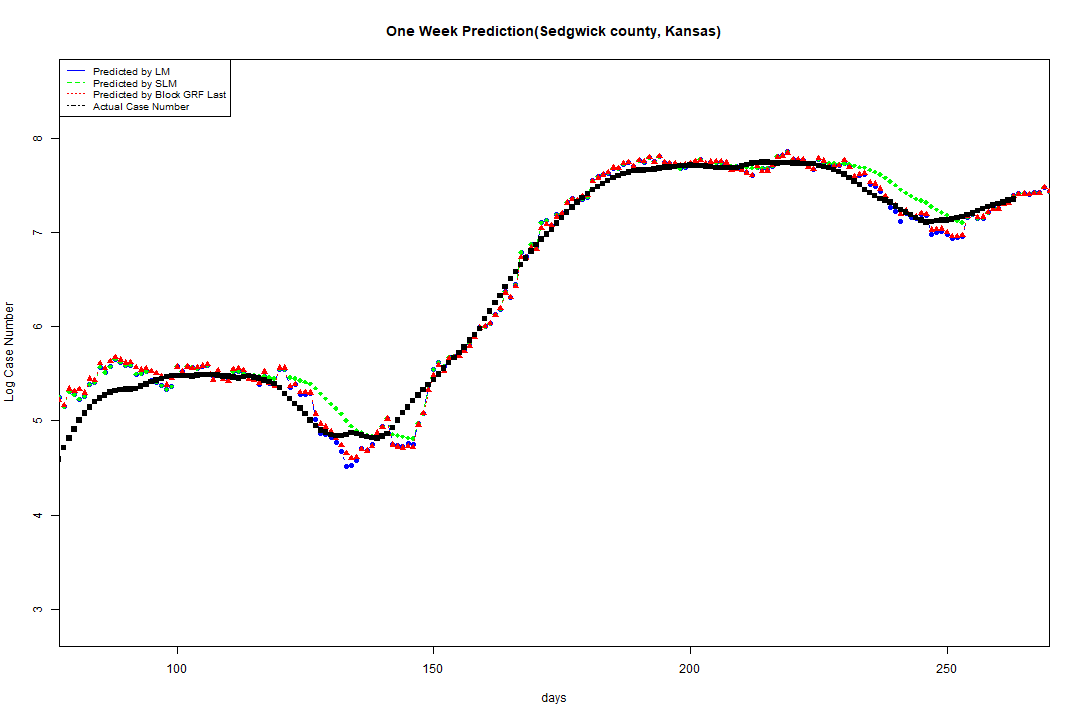 One Week Prediction(Sedgwick county, Kansas)
Predicted by LM
Predicted by SLM
Predicted by Block GRF Last
Actual Case Number
8
7
6
5
4
3
Log Case Number
100 150 200 250
days